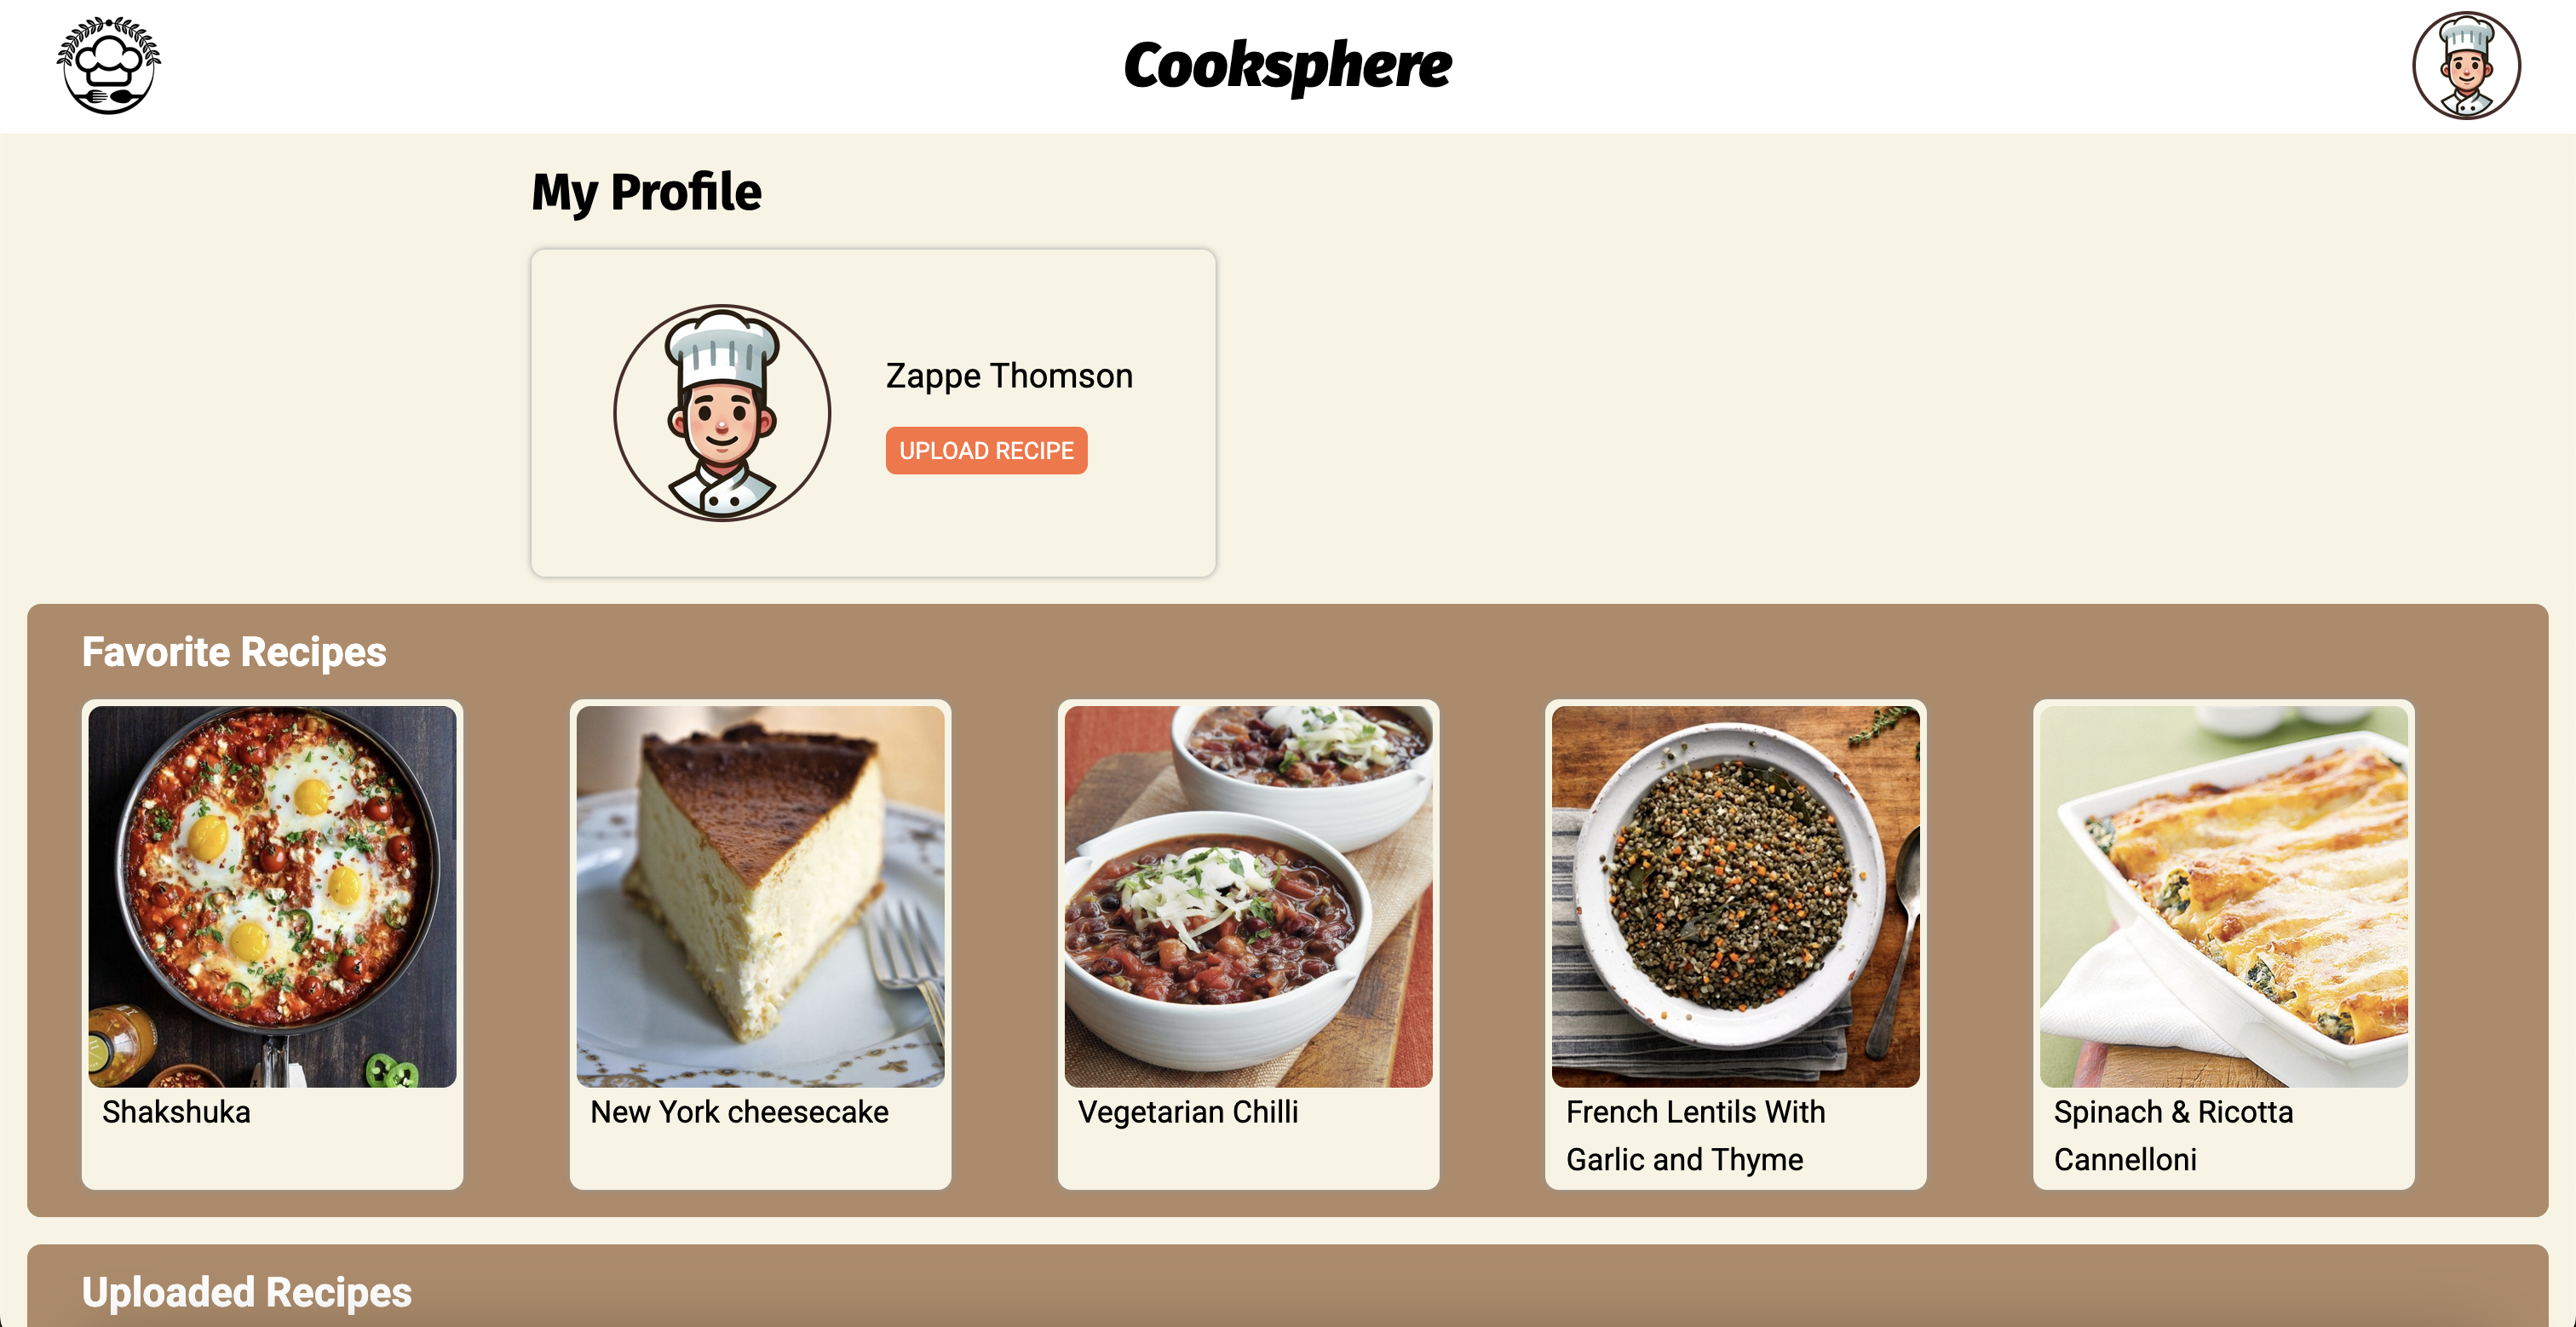 Cooksphere
My Profile
Zappe Thomson
UPLOAD RECIPE
Favorite Recipes
Shakshuka
New York cheesecake
Vegetarian Chilli
French Lentils With
Garlic and Thyme
Spinach & Ricotta
Cannelloni
Uploaded Recipes